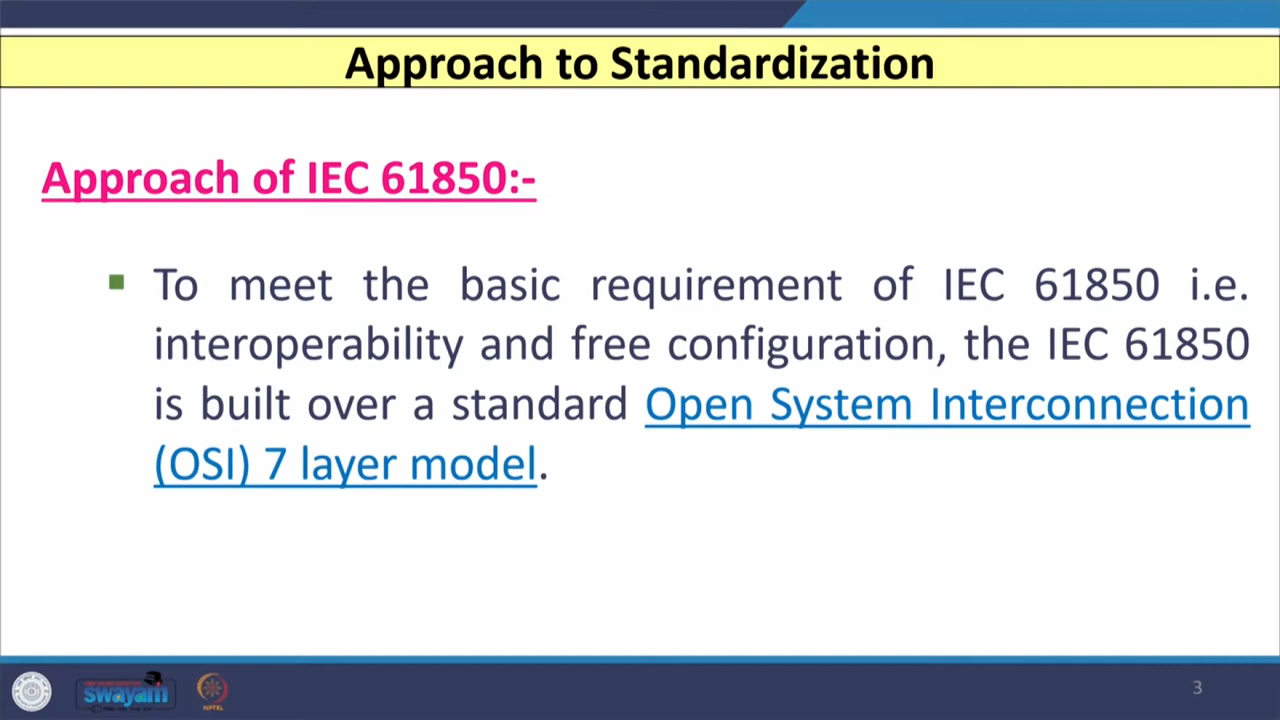 Approach to Standardization
Approach of IEC 61850:-
To meet the basic requirement of IEC 61850 i.e.
interoperability and free configuration, the IEC 61850
is built over a standard Open System Interconnection
(OSI) 7 layer model.
swayam
NPTEL
3